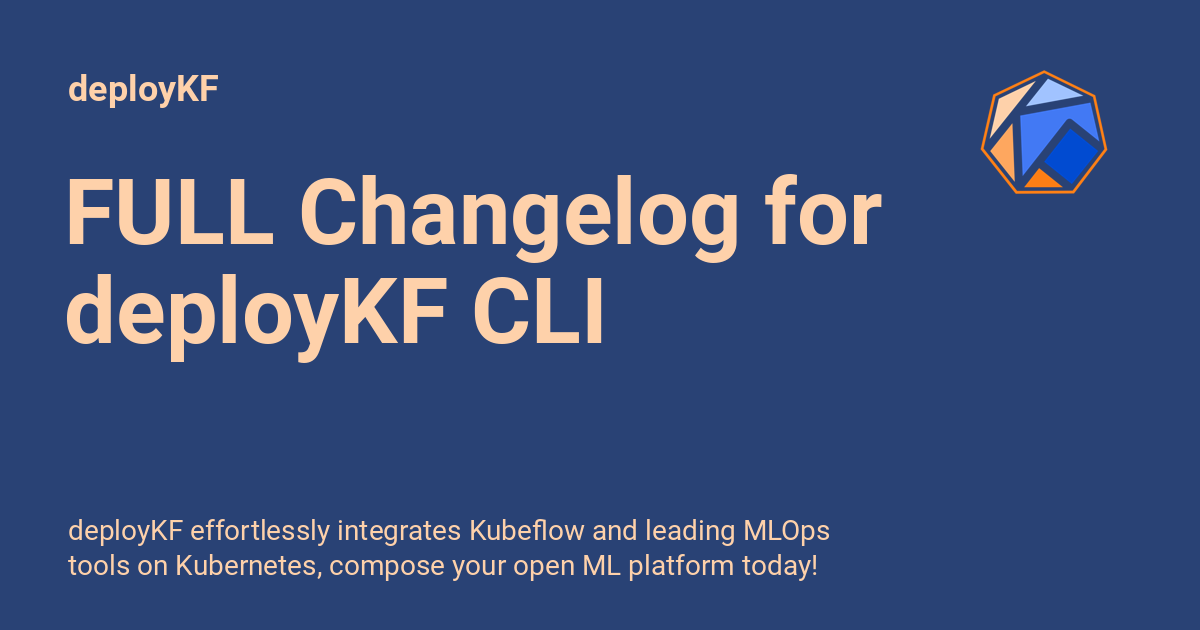 deployKF
FULL Changelog for
deployKF CLI
deployKF effortlessly integrates Kubeflow and leading MLOps
tools on Kubernetes, compose your open ML platform today!